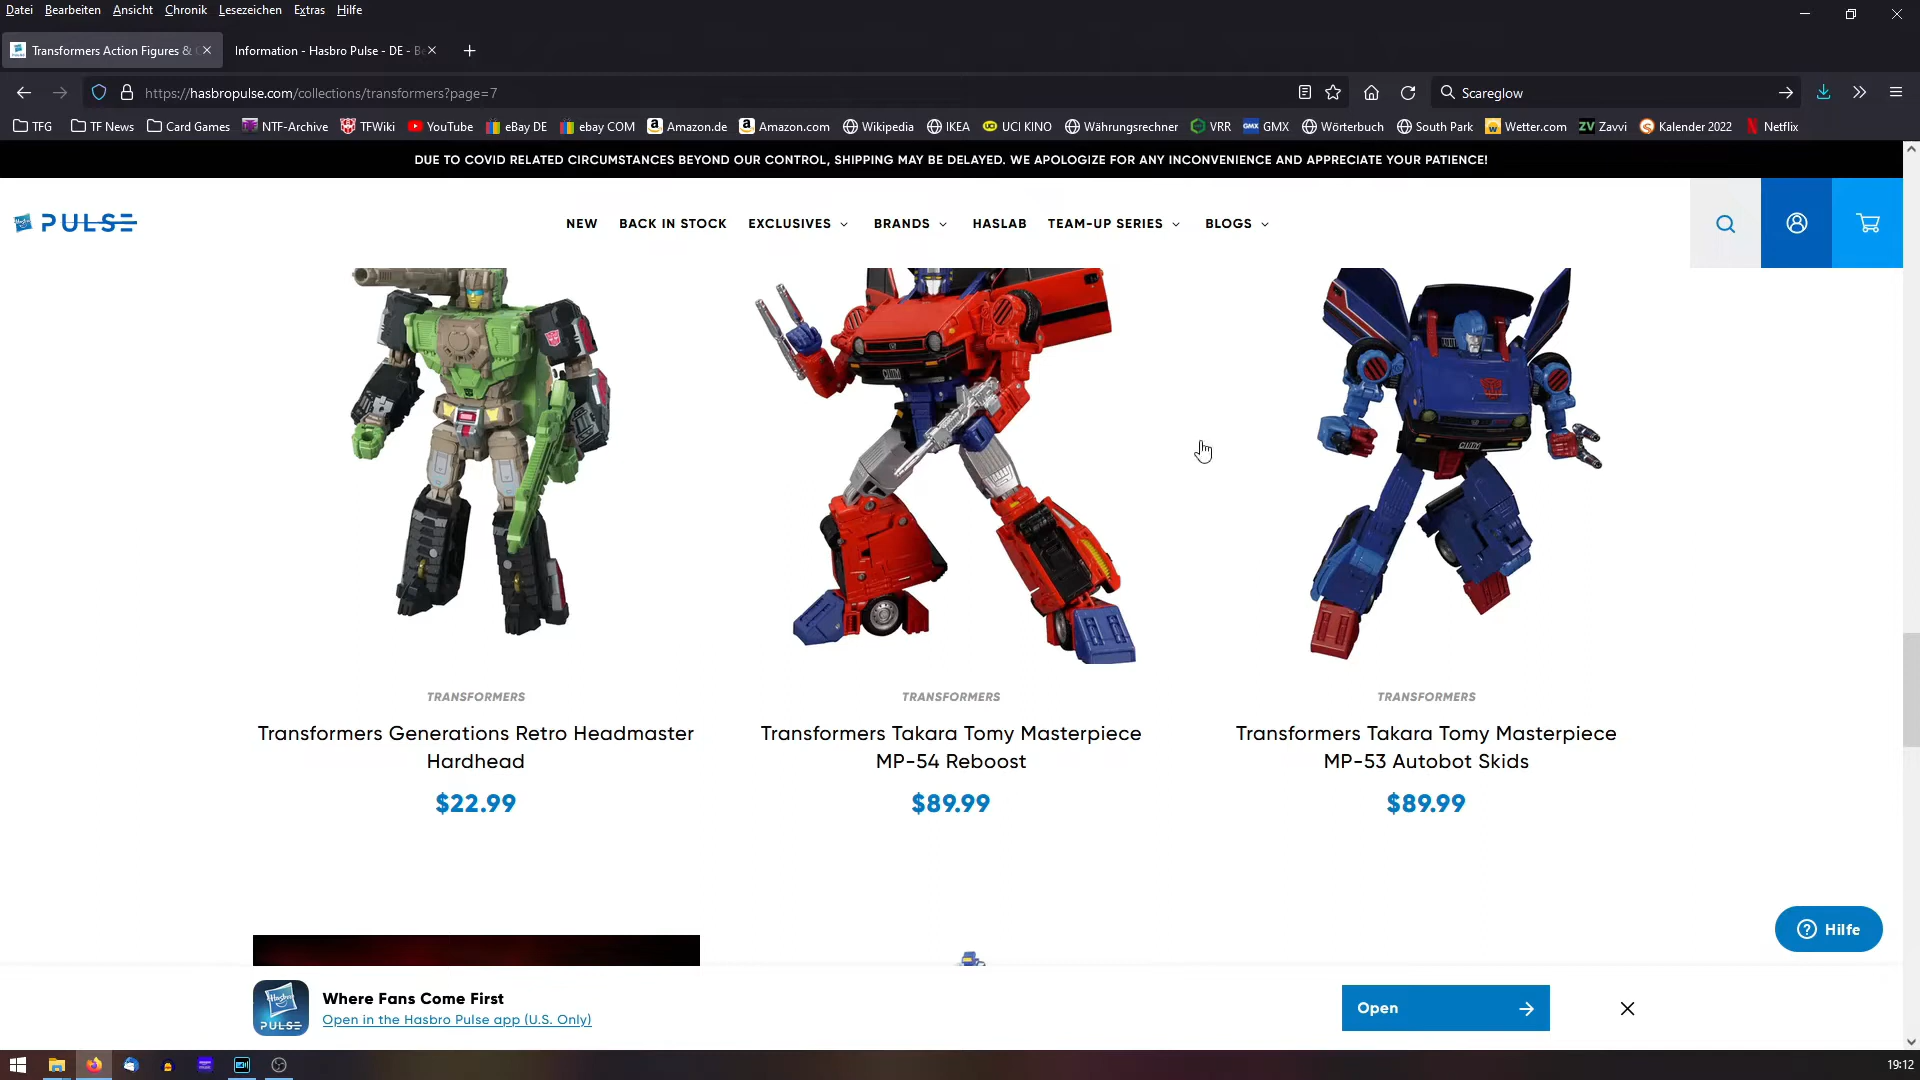 Datei Bearbeiten Ansicht Chronik Lesezeichen Extras Hilfe
Transformers Action Figures &
Information - Hasbro Pulse - DE - Be
https://hasbropulse.com/collections/transformers?page=7
Scareglow
TFG TF News Card Games NTF-Archive TFWiki YouTube eBay DE ebay COM Amazon.de Amazon.com Wikipedia IKEA UCI KINO Währungsrechner VRR GMX Wörterbuch South Park Wetter.com Zavvi Kalender 2022 Netflix
DUE TO COVID RELATED CIRCUMSTANCES BEYOND OUR CONTROL, SHIPPING MAY BE DELAYED. WE APOLOGIZE FOR ANY INCONVENIENCE AND APPRECIATE YOUR PATIENCE!
PULSE
NEW BACK IN STOCK EXCLUSIVES BRANDS HASLAB TEAM-UP SERIES BLOGS
TRANSFORMERS
Transformers Generations Retro Headmaster
Hardhead
$22.99
TRANSFORMERS
Transformers Takara Tomy Masterpiece
MP-54 Reboost
$89.99
TRANSFORMERS
Transformers Takara Tomy Masterpiece
MP-53 Autobot Skids
$89.99
Hilfe
Hasbro
PULSE
Where Fans Come First
Open in the Hasbro Pulse app (U.S. Only)
Open
19:12